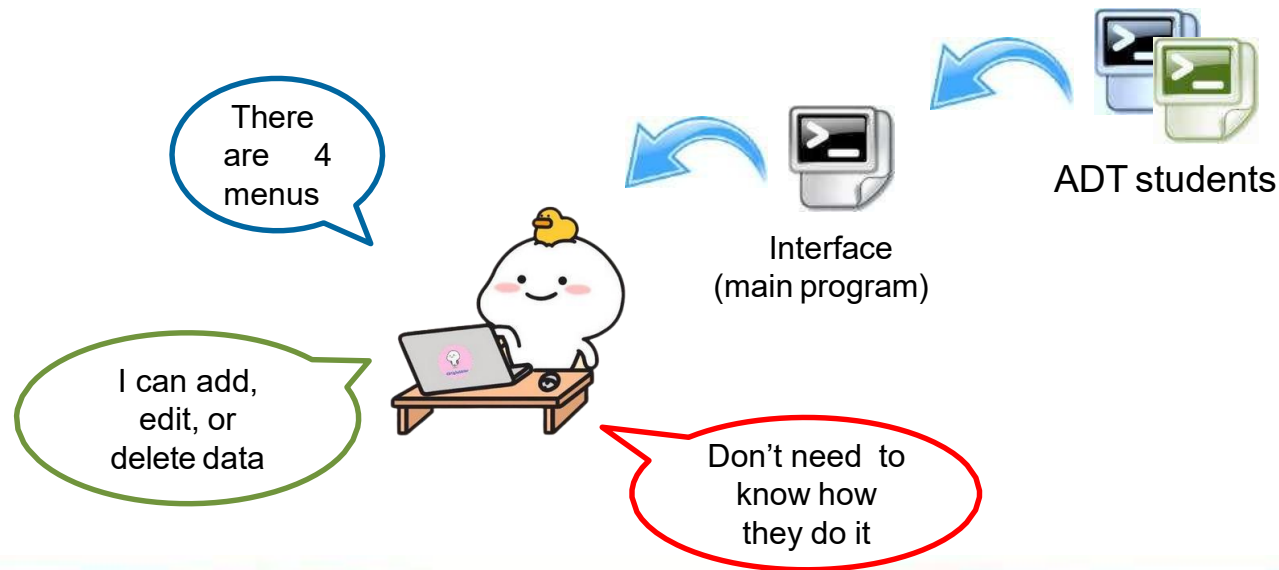 There
are 4
menus
ADT students
Interface
(main program)
I can add,
edit, or
delete data
Don’t need to
know how
they do it